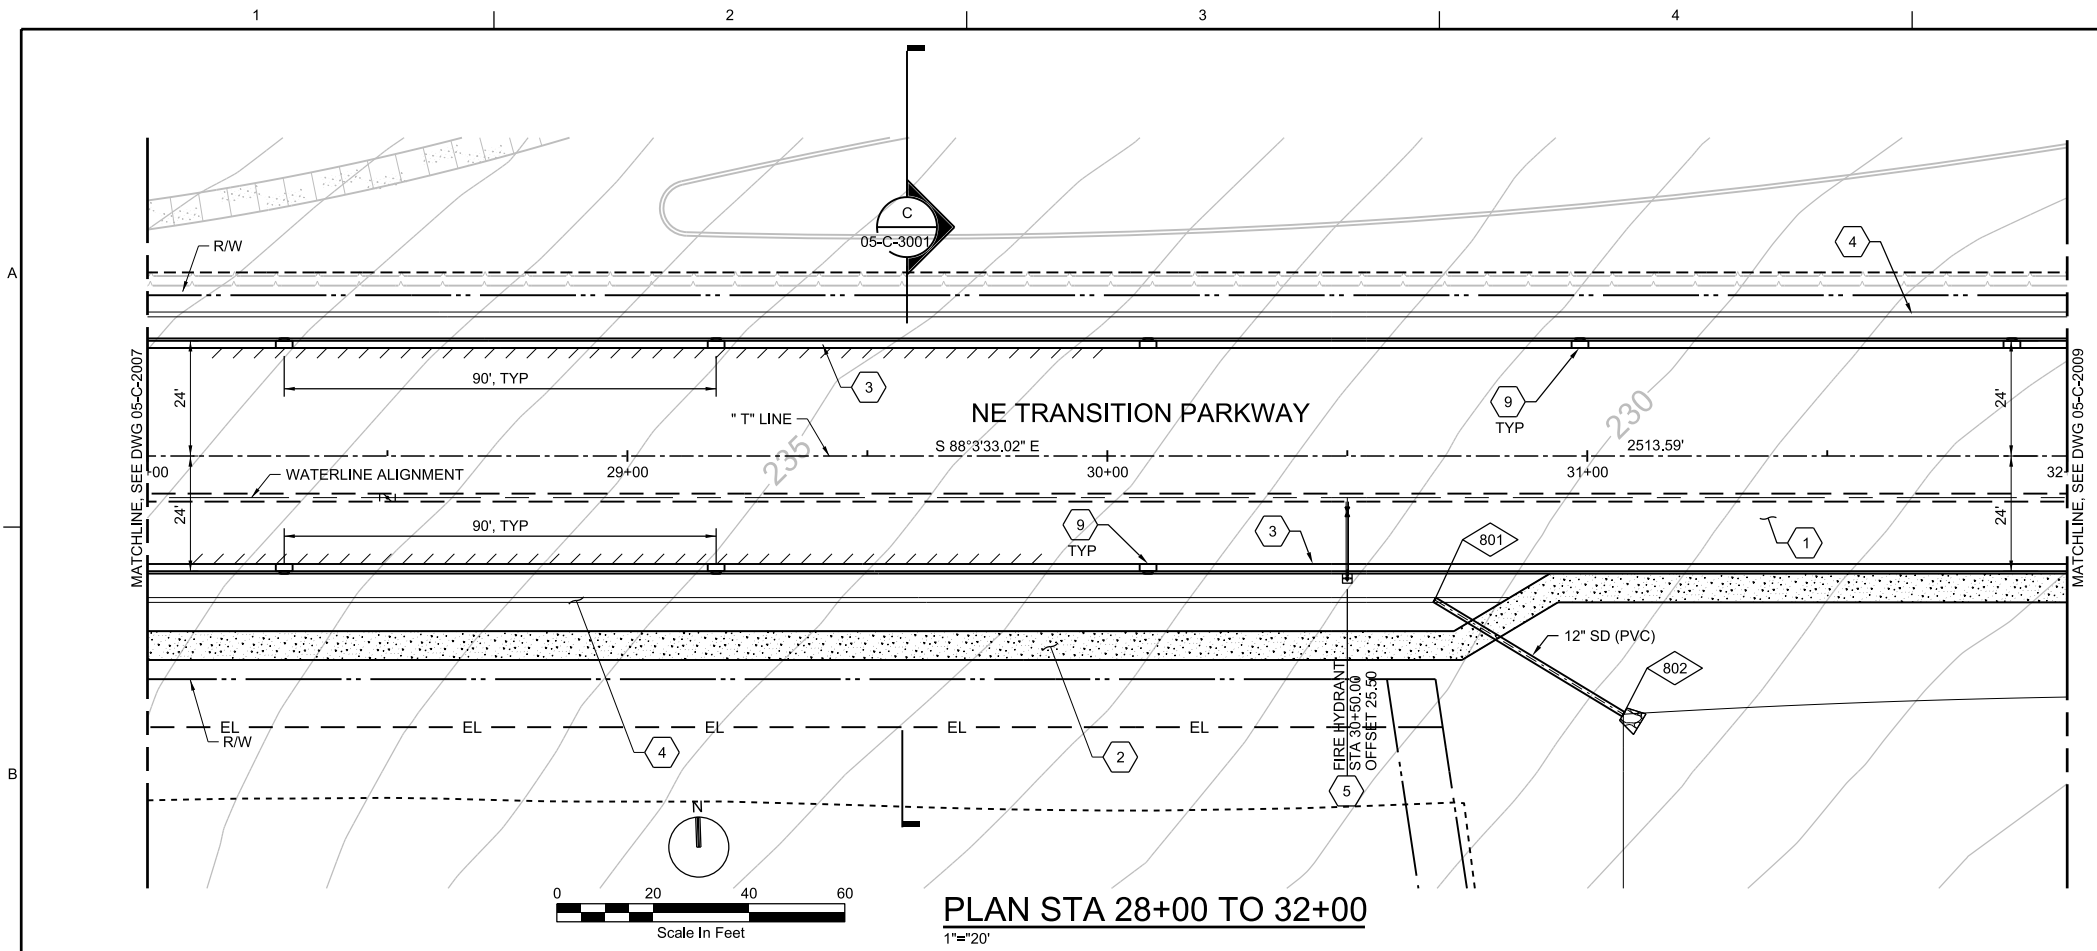 1
2
3
4
A
B
R/W
C
05-C-3001
4
MATCHLINE, SEE DWG 05-C-2007
MATCHLINE, SEE DWG 05-C-2009
24'
24'
90', TYP
3
9
TYP
NE TRANSITION PARKWAY
" T" LINE
S 88°3'33.02" E
2513.59'
235
230
-00
29+00
30+00
31+00
32
WATERLINE ALIGNMENT
24'
24'
90', TYP
9
TYP
3
1
801
12" SD (PVC)
802
FIRE HYDRANT
STA 30+50.00
OFFSET 25.50
5
EL
EL
EL
EL
EL
R/W
4
2
N
0
20
40
60
Scale In Feet
PLAN STA 28+00 TO 32+00
1"="20'